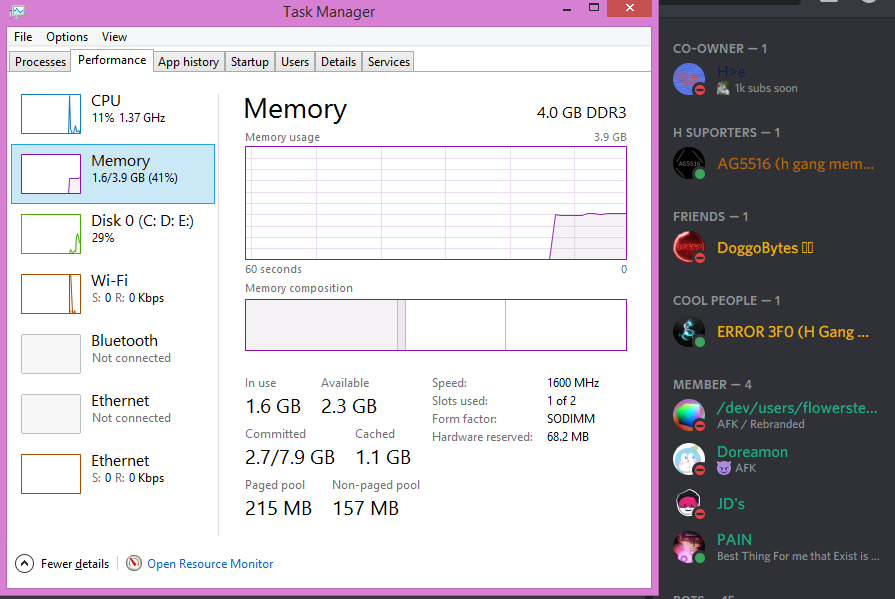 Task Manager
File Options View
Processes Performance App history Startup Users Details Services
CPU
11% 1.37 GHz
Memory
1.6/3.9 GB (41%)
Disk 0 (C: D: E:)
29%
Wi-Fi
S: 0 R: 0 Kbps
Bluetooth
Not connected
Ethernet
Not connected
Ethernet
S: 0 R: 0 Kbps
Memory
4.0 GB DDR3
Memory usage
3.9 GB
60 seconds
0
Memory composition
In use
1.6 GB
Available
2.3 GB
Committed
2.7/7.9 GB
Cached
1.1 GB
Paged pool
215 MB
Non-paged pool
157 MB
Speed: 1600 MHz
Slots used: 1 of 2
Form factor: SODIMM
Hardware reserved: 68.2 MB
Fewer details
Open Resource Monitor
CO-OWNER — 1
H>e
1k subs soon
H SUPORTERS — 1
AG5516
AG5516 (h gang mem...
FRIENDS — 1
DoggoBytes
COOL PEOPLE — 1
ERROR 3F0 (H Gang ...
MEMBER — 4
/dev/users/flowerste...
AFK / Rebranded
Doreamon
AFK
JD's
PAIN
Best Thing For me that Exist is ...